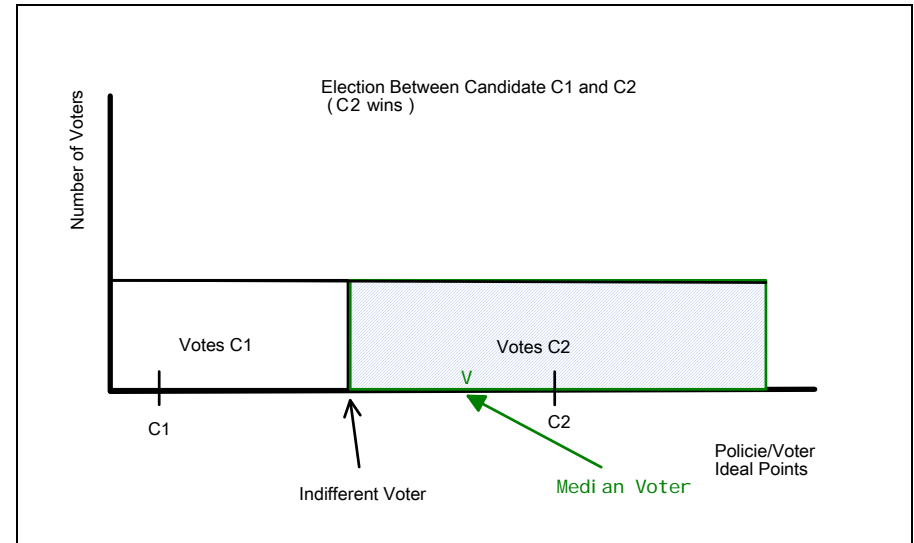 Election Between Candidate C1 and C2
( C2 wins )
Number of Voters
Votes C1
Votes C2
V
C1
C2
Policie/Voter
Ideal Points
Indifferent Voter
Median Voter